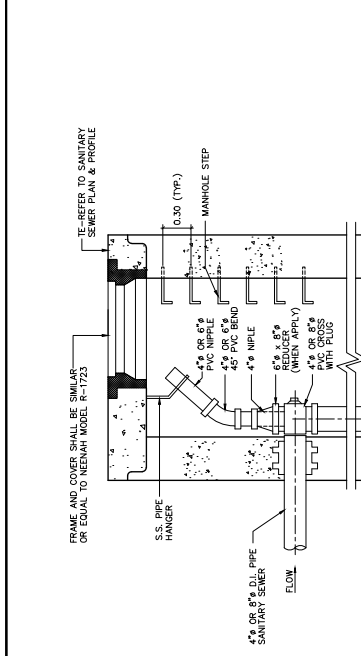 FRAME AND COVER SHALL BE SIMILAR
OR EQUAL TO NEENAH MODEL R-1723
TE-REFER TO SANITARY
SEWER PLAN & PROFILE
0.30 (TYP.)
MANHOLE STEP
S.S. PIPE
HANGER
4"ø OR 6"ø
PVC NIPPLE
4"ø OR 6"ø
45° PVC BEND
4"ø NIPLE
6"ø x 8"ø
REDUCER
(WHEN APPLY)
4"ø OR 8"ø
PVC CROSS
WITH PLUG
4"ø OR 8"ø D.I. PIPE
SANITARY SEWER
FLOW